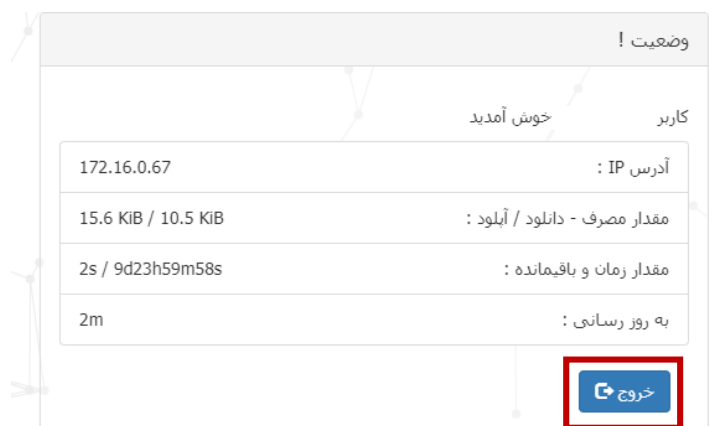 وضعیت !
کاربر خوش آمدید
آدرس IP : 172.16.0.67
مقدار مصرف - دانلود / آپلود : 15.6 KiB / 10.5 KiB
مقدار زمان و باقیمانده : 2s / 9d23h59m58s
به روز رسانی : 2m
خروج